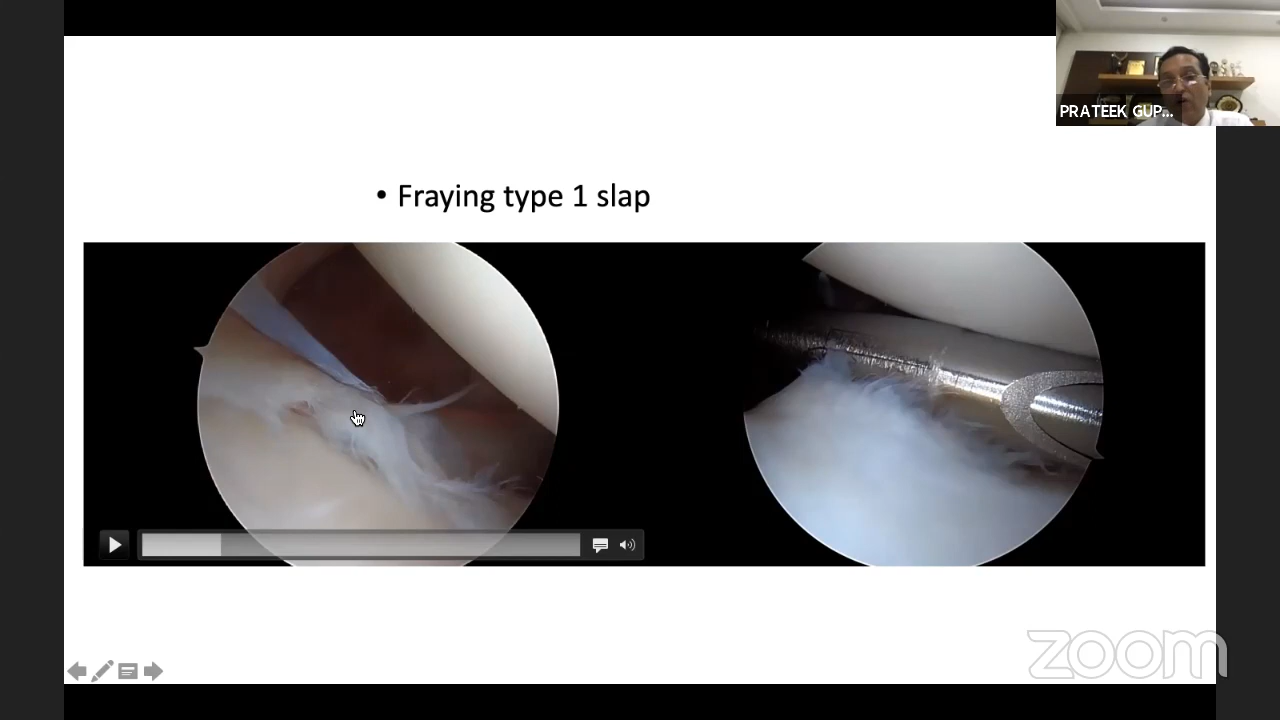 PRATEEK GUP...
• Fraying type 1 slap
zoom